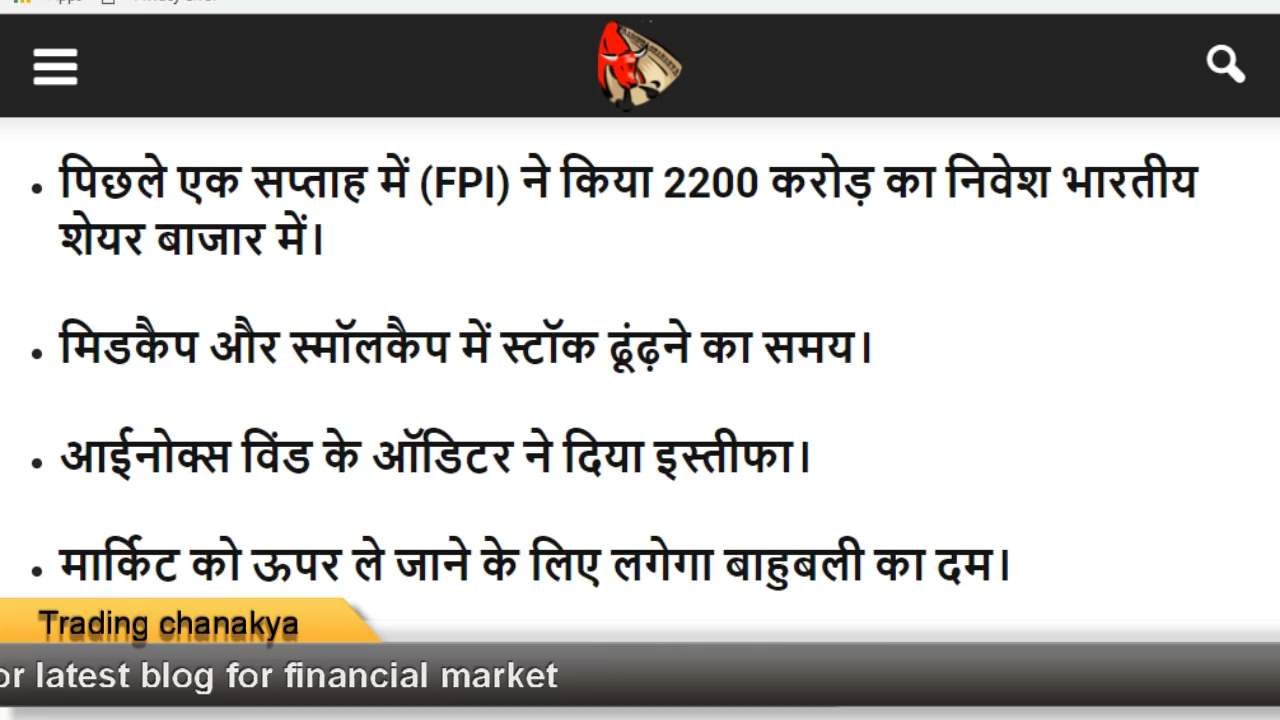 • पिछले एक सप्ताह में (FPI) ने किया 2200 करोड़ का निवेश भारतीय
शेयर बाजार में।
• मिडकैप और स्मॉलकैप में स्टॉक ढूंढ़ने का समय।
• आईनोक्स विंड के ऑडिटर ने दिया इस्तीफा।
• मार्किट को ऊपर ले जाने के लिए लगेगा बाहुबली का दम।
Trading chanakya
or latest blog for financial market